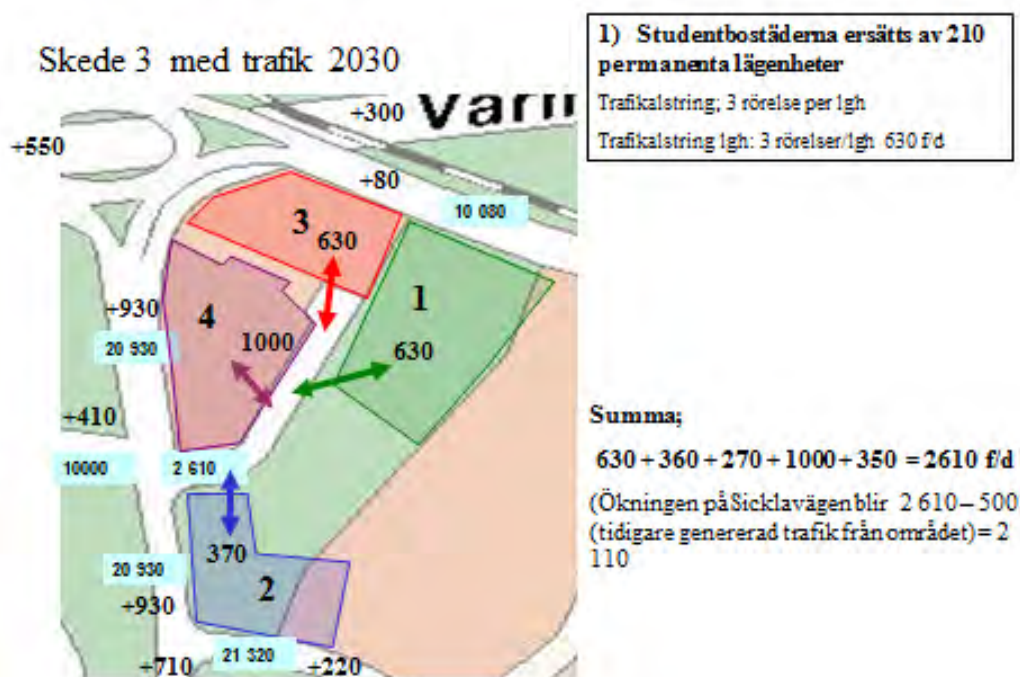 Skede 3 med trafik 2030
1) Studentbostäderna ersätts av 210
permanenta lägenheter
Trafikalstring; 3 rörelse per lgh
Trafikalstring lgh: 3 rörelser/lgh 630 f/d
+300
+550
+80
10 080
3
630
1
+930
4
20 930
1000
630
+410
10000
2 610
370
20 930
2
+930
21 320
+710
+220
Summa;
630 + 360 + 270 + 1000 + 350 = 2610 f/d
(Ökningen på Sicklavägen blir 2 610 – 500
(tidigare genererad trafik från området) = 2
110